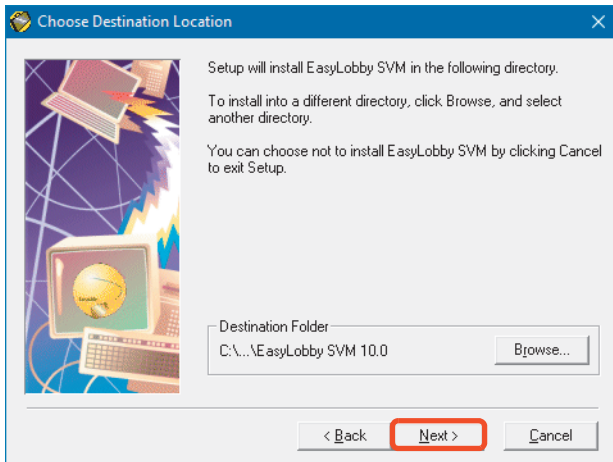 Choose Destination Location
Setup will install EasyLobby SVM in the following directory.
To install into a different directory, click Browse, and select
another directory.
You can choose not to install EasyLobby SVM by clicking Cancel
to exit Setup.
EasyLobby
Destination Folder
C:\...\EasyLobby SVM 10.0
Browse...
< Back
Next >
Cancel